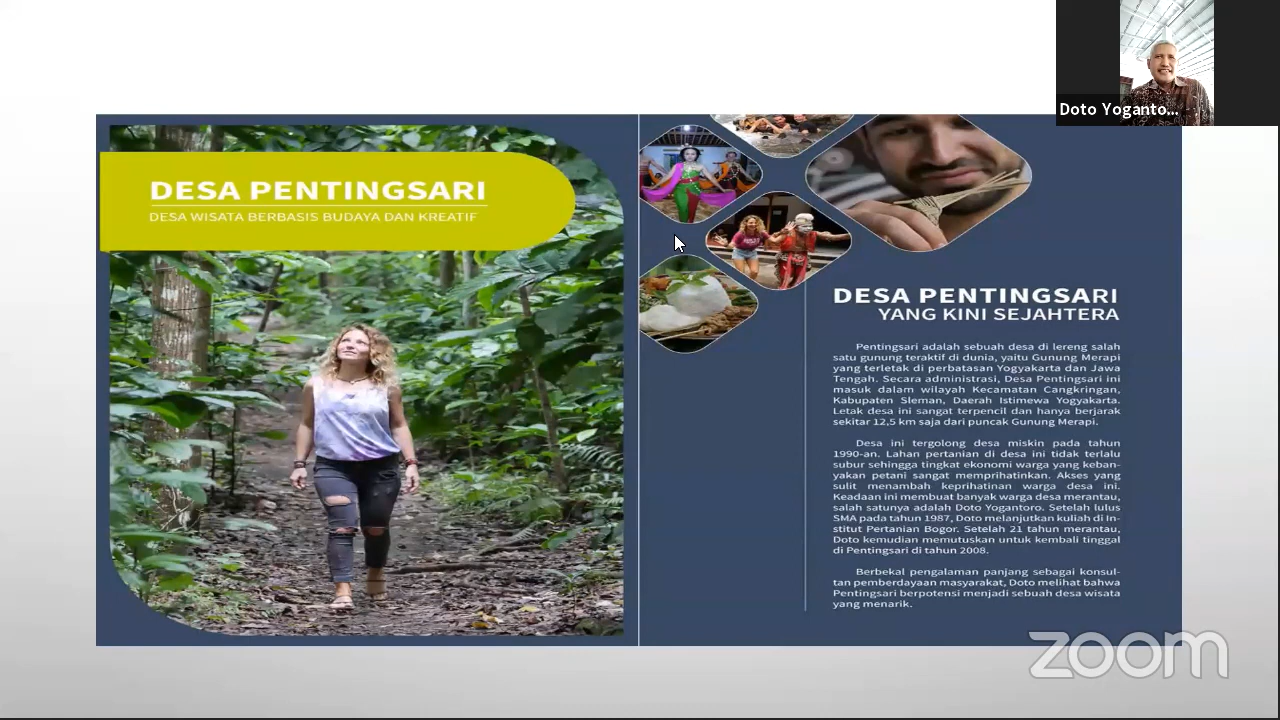 Doto Yoganto...
DESA PENTINGSARI
DESA WISATA BERBASIS BUDAYA DAN KREATIF
DESA PENTINGSARI
YANG KINI SEJAHTERA
Pentingsari adalah sebuah desa di lereng salah
satu gunung teraktif di dunia, yaitu Gunung Merapi
yang terletak di perbatasan Yogyakarta dan Jawa
Tengah. Secara administrasi, Desa Pentingsari ini
masuk dalam wilayah Kecamatan Cangkringan,
Kabupaten Sleman, Daerah Istimewa Yogyakarta.
Letak desa ini sangat terpencil dan hanya berjarak
sekitar 12,5 km saja dari puncak Gunung Merapi.
Desa ini tergolong desa miskin pada tahun
1990-an. Lahan pertanian di desa ini tidak terlalu
subur sehingga tingkat ekonomi warga yang keban-
yakan petani sangat memprihatinkan. Akses yang
sulit menambah keprihatinan warga desa ini.
Keadaan ini membuat banyak warga desa merantau,
salah satunya adalah Doto Yogantoro. Setelah lulus
SMA pada tahun 1987, Doto melanjutkan kuliah di In-
stitut Pertanian Bogor. Setelah 21 tahun merantau,
Doto kemudian memutuskan untuk kembali tinggal
di Pentingsari di tahun 2008.
Berbekal pengalaman panjang sebagai konsul-
tan pemberdayaan masyarakat, Doto melihat bahwa
Pentingsari berpotensi menjadi sebuah desa wisata
yang menarik.
zoom